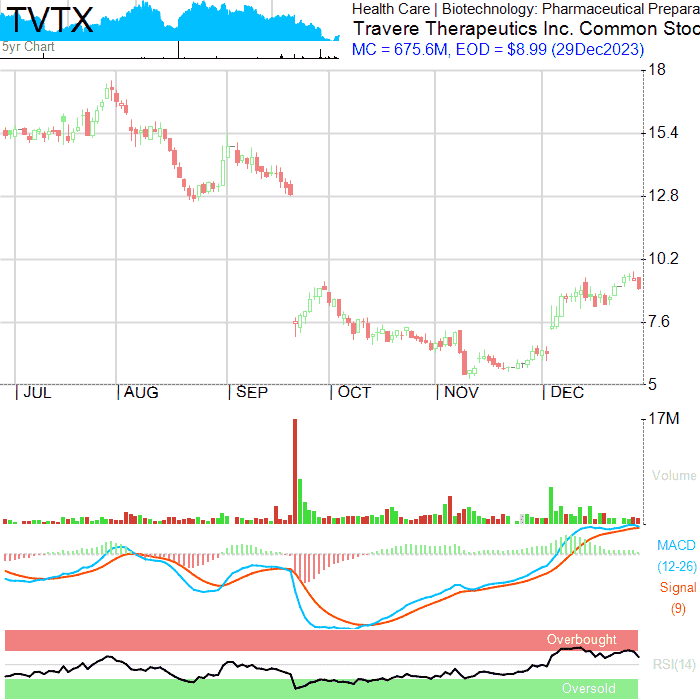 TVTX
5yr Chart
Health Care | Biotechnology: Pharmaceutical Prepara
Travere Therapeutics Inc. Common Stoc
MC = 675.6M, EOD = $8.99 (29Dec2023)
18
15.4
12.8
10.2
7.6
5
JUL AUG SEP OCT NOV DEC
17M
Volume
MACD
(12-26)
Signal
(9)
Overbought
RSI(14)
Oversold